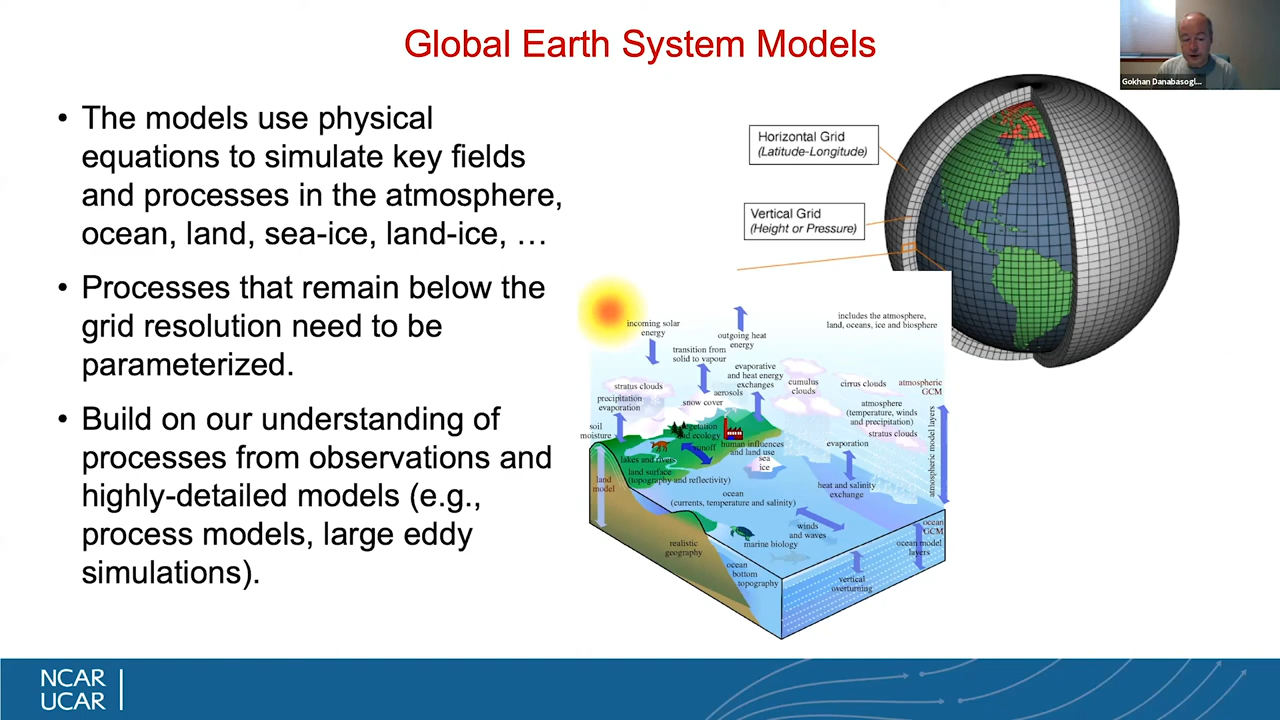 Global Earth System Models
Gokhan Danabasogl...
• The models use physical
equations to simulate key fields
and processes in the atmosphere,
ocean, land, sea-ice, land-ice, …
• Processes that remain below the
grid resolution need to be
parameterized.
• Build on our understanding of
processes from observations and
highly-detailed models (e.g.,
process models, large eddy
simulations).
Horizontal Grid
(Latitude-Longitude)
Vertical Grid
(Height or Pressure)
incoming solar
energy
outgoing heat
energy
includes the atmosphere,
land, oceans, ice and biosphere
transition from
solid to vapour
evaporative
and heat energy
exchanges
stratus clouds
cumulus
clouds
cirrus clouds
atmospheric
GCM
precipitation
evaporation
aerosols
snow cover
atmosphere
(temperature, winds
and precipitation)
stratus clouds
atmospheric model layers
soil
moisture
vegetation
and ecology
runoff
human influences
and land use
evaporation
lakes and rivers
sea
ice
land
model
land surface
(topography and reflectivity)
heat and salinity
exchange
ocean
(currents, temperature and salinity)
winds
and waves
ocean
GCM
ocean model
layers
realistic
geography
marine biology
ocean
bottom
topography
vertical
overturning
NCAR
UCAR